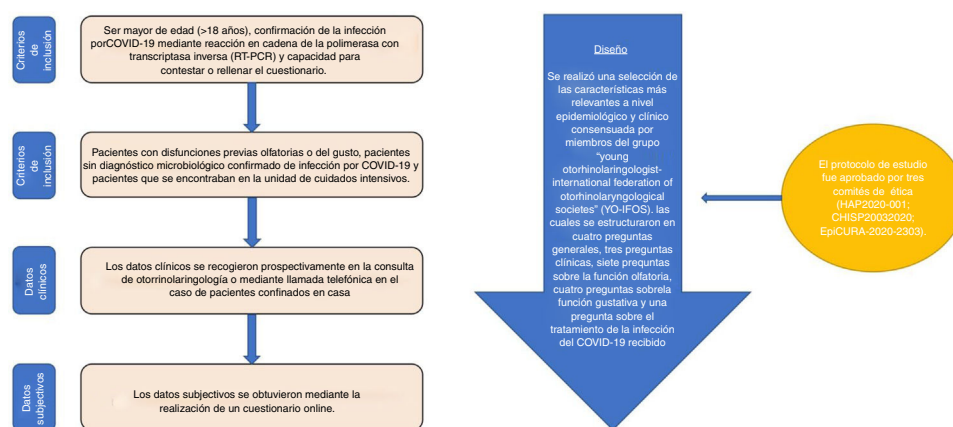 Criterios
de
inclusión
Ser mayor de edad (>18 años), confirmación de la infección
porCOVID-19 mediante reacción en cadena de la polimerasa con
transcriptasa inversa (RT-PCR) y capacidad para
contestar o rellenar el cuestionario.
Criterios
de
inclusión
Pacientes con disfunciones previas olfatorias o del gusto, pacientes
sin diagnóstico microbiológico confirmado de infección por COVID-19 y
pacientes que se encontraban en la unidad de cuidados intensivos.
Datos
clínicos
Los datos clínicos se recogieron prospectivamente en la consulta
de otorrinolaringología o mediante llamada telefónica en el
caso de pacientes confinados en casa
Datos
subjectivos
Los datos subjectivos se obtuvieron mediante la
realización de un cuestionario online.
Diseño
Se realizó una selección de
las características más
relevantes a nivel
epidemiológico y clínico
consensuada por
miembros del grupo
“young
otorhinolaringologist-
international federation of
otorhinolaryngological
societes” (YO-IFOS). las
cuales se estructuraron en
cuatro preguntas
generales, tres preguntas
clínicas, siete prequntas
sobre la función olfatoria,
cuatro preguntas sobrela
función gustativa y una
pregunta sobre el
tratamiento de la infección
del COVID-19 recibido
El protocolo de estudio
fue aprobado por tres
comités de ética
(HAP2020-001;
CHISP20032020;
EpiCURA-2020-2303).